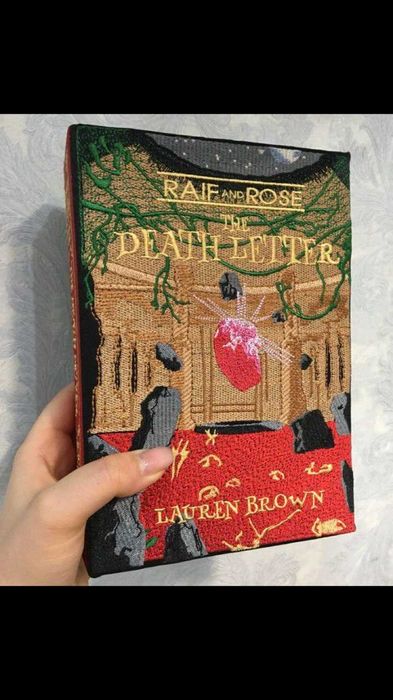 RAIF AND ROSE
THE
DEATH LETTER
LAUREN BROWN